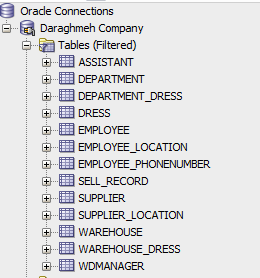 Oracle Connections
Daraghmeh Company
Tables (Filtered)
ASSISTANT
DEPARTMENT
DEPARTMENT_DRESS
DRESS
EMPLOYEE
EMPLOYEE_LOCATION
EMPLOYEE_PHONENUMBER
SELL_RECORD
SUPPLIER
SUPPLIER_LOCATION
WAREHOUSE
WAREHOUSE_DRESS
WDMANAGER